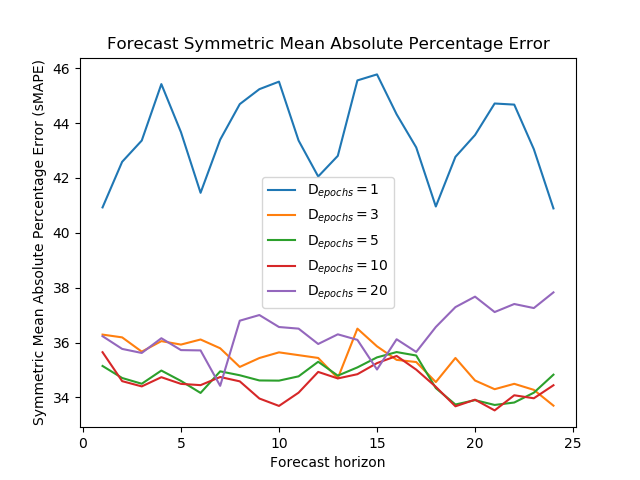 Forecast Symmetric Mean Absolute Percentage Error
Symmetric Mean Absolute Percentage Error (sMAPE)
46
44
42
40
38
36
34
D_epochs = 1
D_epochs = 3
D_epochs = 5
D_epochs = 10
D_epochs = 20
0 5 10 15 20 25
Forecast horizon